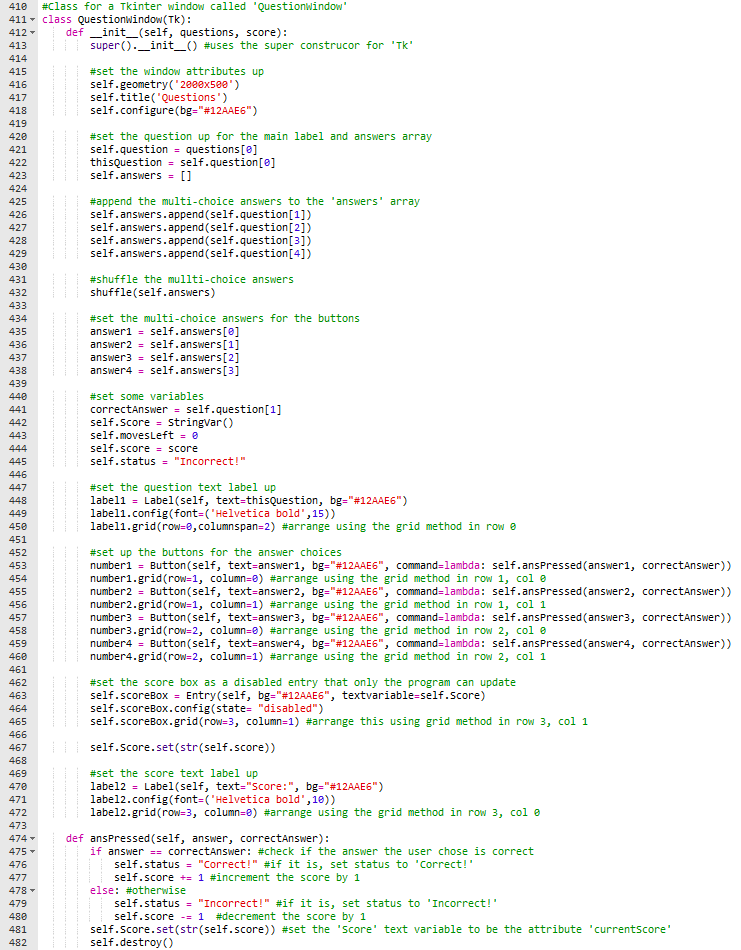 410 #Class for a Tkinter window called 'QuestionWindow'
411 class QuestionWindow(Tk):
412 def __init__(self, questions, score):
413 super().__init__() #uses the super construcor for 'Tk'
414
415 #set the window attributes up
416 self.geometry('2000x500')
417 self.title('Questions')
418 self.configure(bg="#12AAE6")
419
420 #set the question up for the main label and answers array
421 self.question = questions[0]
422 thisQuestion = self.question[0]
423 self.answers = []
424
425 #append the multi-choice answers to the 'answers' array
426 self.answers.append(self.question[1])
427 self.answers.append(self.question[2])
428 self.answers.append(self.question[3])
429 self.answers.append(self.question[4])
430
431 #shuffle the mullti-choice answers
432 shuffle(self.answers)
433
434 #set the multi-choice answers for the buttons
435 answer1 = self.answers[0]
436 answer2 = self.answers[1]
437 answer3 = self.answers[2]
438 answer4 = self.answers[3]
439
440 #set some variables
441 correctAnswer = self.question[1]
442 self.Score = StringVar()
443 self.movesLeft = 0
444 self.score = score
445 self.status = "Incorrect!"
446
447 #set the question text label up
448 label1 = Label(self, text=thisQuestion, bg="#12AAE6")
449 label1.config(font=('Helvetica bold',15))
450 label1.grid(row=0,columnspan=2) #arrange using the grid method in row 0
451
452 #set up the buttons for the answer choices
453 number1 = Button(self, text=answer1, bg="#12AAE6", command=lambda: self.ansPressed(answer1, correctAnswer))
454 number1.grid(row=1, column=0) #arrange using the grid method in row 1, col 0
455 number2 = Button(self, text=answer2, bg="#12AAE6", command=lambda: self.ansPressed(answer2, correctAnswer))
456 number2.grid(row=1, column=1) #arrange using the grid method in row 1, col 1
457 number3 = Button(self, text=answer3, bg="#12AAE6", command=lambda: self.ansPressed(answer3, correctAnswer))
458 number3.grid(row=2, column=0) #arrange using the grid method in row 2, col 0
459 number4 = Button(self, text=answer4, bg="#12AAE6", command=lambda: self.ansPressed(answer4, correctAnswer))
460 number4.grid(row=2, column=1) #arrange using the grid method in row 2, col 1
461
462 #set the score box as a disabled entry that only the program can update
463 self.scoreBox = Entry(self, bg="#12AAE6", textvariable=self.Score)
464 self.scoreBox.config(state= "disabled")
465 self.scoreBox.grid(row=3, column=1) #arrange this using grid method in row 3, col 1
466
467 self.Score.set(str(self.score))
468
469 #set the score text label up
470 label2 = Label(self, text="Score:", bg="#12AAE6")
471 label2.config(font=('Helvetica bold',10))
472 label2.grid(row=3, column=0) #arrange using the grid method in row 3, col 0
473
474 def ansPressed(self, answer, correctAnswer):
475 if answer == correctAnswer: #check if the answer the user chose is correct
476 self.status = "Correct!" #if it is, set status to 'Correct!'
477 self.score += 1 #increment the score by 1
478 else: #otherwise
479 self.status = "Incorrect!" #if it is, set status to 'Incorrect!'
480 self.score -= 1 #decrement the score by 1
481 self.Score.set(str(self.score)) #set the 'Score' text variable to be the attribute 'currentScore'
482 self.destroy()